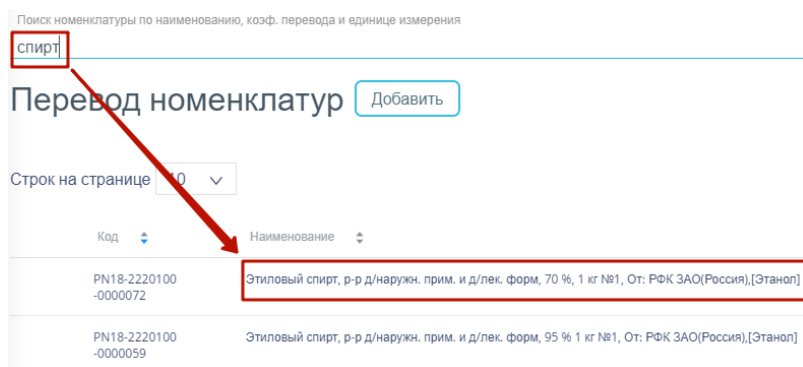 Поиск номенклатуры по наименованию, коэф. перевода и единице измерения
спирт
Перевод номенклатур Добавить
Строк на странице 10
Код Наименование
PN18-2220100
-0000072
Этиловый спирт, р-р д/наружн. прим. и д/лек. форм, 70 %, 1 кг №1, От: РФК ЗАО(Россия),[Этанол]
PN18-2220100
-0000059
Этиловый спирт, р-р д/наружн. прим. и д/лек. форм, 95 % 1 кг №1, От: РФК ЗАО(Россия),[Этанол]